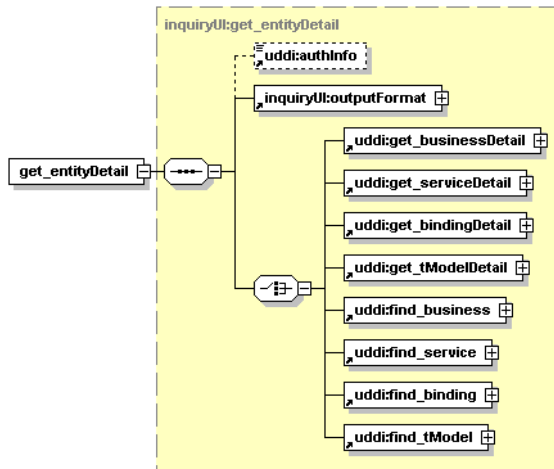 inquiryUI:get_entityDetail
uddi:authInfo
inquiryUI:outputFormat
get_entityDetail
uddi:get_businessDetail
uddi:get_serviceDetail
uddi:get_bindingDetail
uddi:get_tModelDetail
uddi:find_business
uddi:find_service
uddi:find_binding
uddi:find_tModel